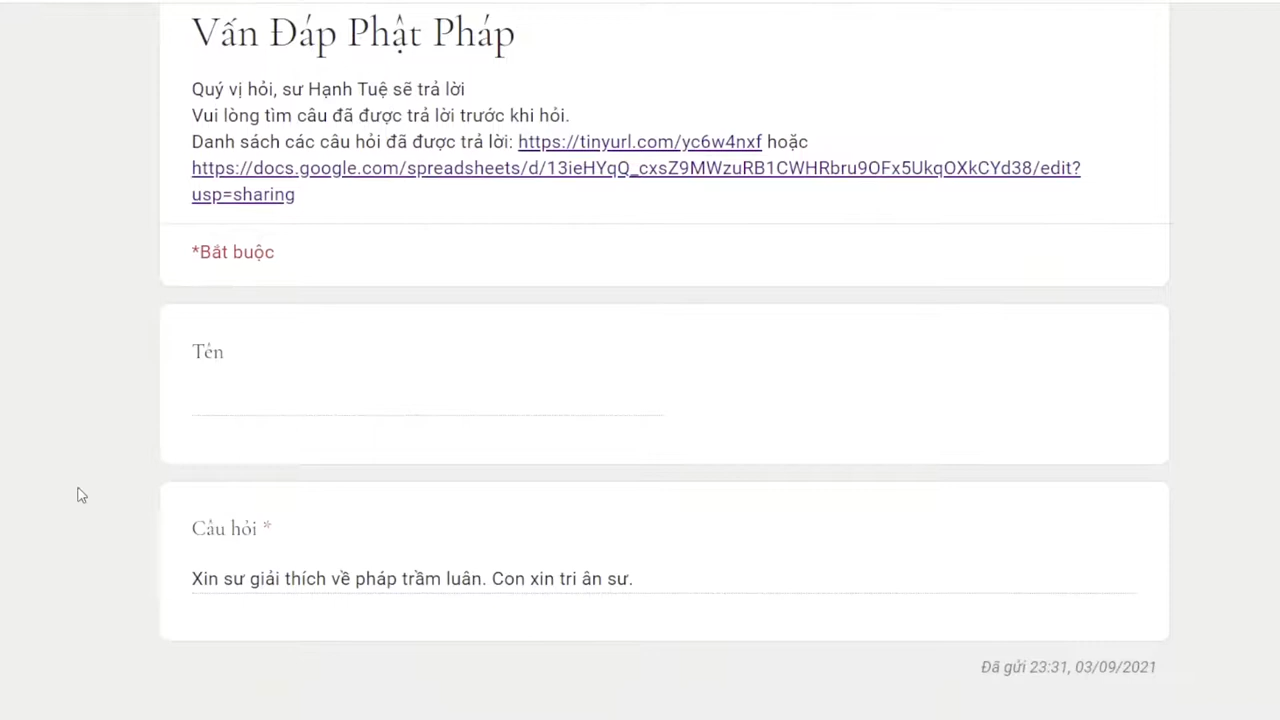 Vấn Đáp Phật Pháp
Quý vị hỏi, sư Hạnh Tuệ sẽ trả lời
Vui lòng tìm câu đã được trả lời trước khi hỏi.
Danh sách các câu hỏi đã được trả lời: https://tinyurl.com/yc6w4nxf hoặc
https://docs.google.com/spreadsheets/d/13ieHYqQ_cxsZ9MWzuRB1CWHRbru9OFx5UkqOXkCYd38/edit?
usp=sharing
*Bắt buộc
Tên
Câu hỏi *
Xin sư giải thích về pháp trầm luân. Con xin tri ân sư.
Đã gửi 23:31, 03/09/2021